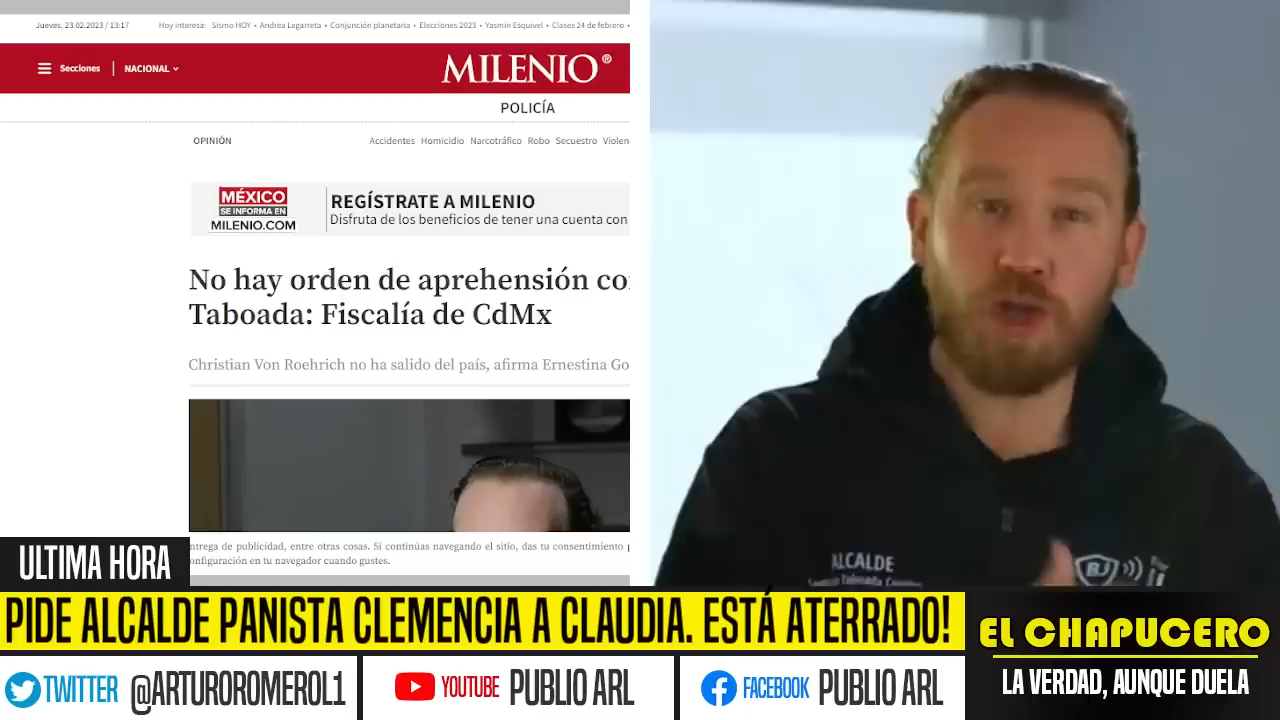 Jueves, 23.02.2023 / 13:17
Hoy interesa: Sismo HOY • Andrea Legarreta • Conjunción planetaria • Elecciones 2023 • Yasmín Esquivel • Clases 24 de febrero •
Secciones | NACIONAL
MILENIO®
POLICÍA
OPINIÓN
Accidentes Homicidio Narcotráfico Robo Secuestro Violen
MÉXICO
SE INFORMA EN
MILENIO.COM
REGÍSTRATE A MILENIO
Disfruta de los beneficios de tener una cuenta con
No hay orden de aprehensión co
Taboada: Fiscalía de CdMx
Christian Von Roehrich no ha salido del país, afirma Ernestina Go
ntrega de publicidad, entre otras cosas. Si continúas navegando el sitio, das tu consentimiento p
onfiguración en tu navegador cuando gustes.
ALCALDE
BJ
ULTIMA HORA
PIDE ALCALDE PANISTA CLEMENCIA A CLAUDIA. ESTÁ ATERRADO!
EL CHAPUCERO
LA VERDAD, AUNQUE DUELA
TWITTER @ARTUROROMEROL1
YOUTUBE PUBLIO ARL
FACEBOOK PUBLIO ARL